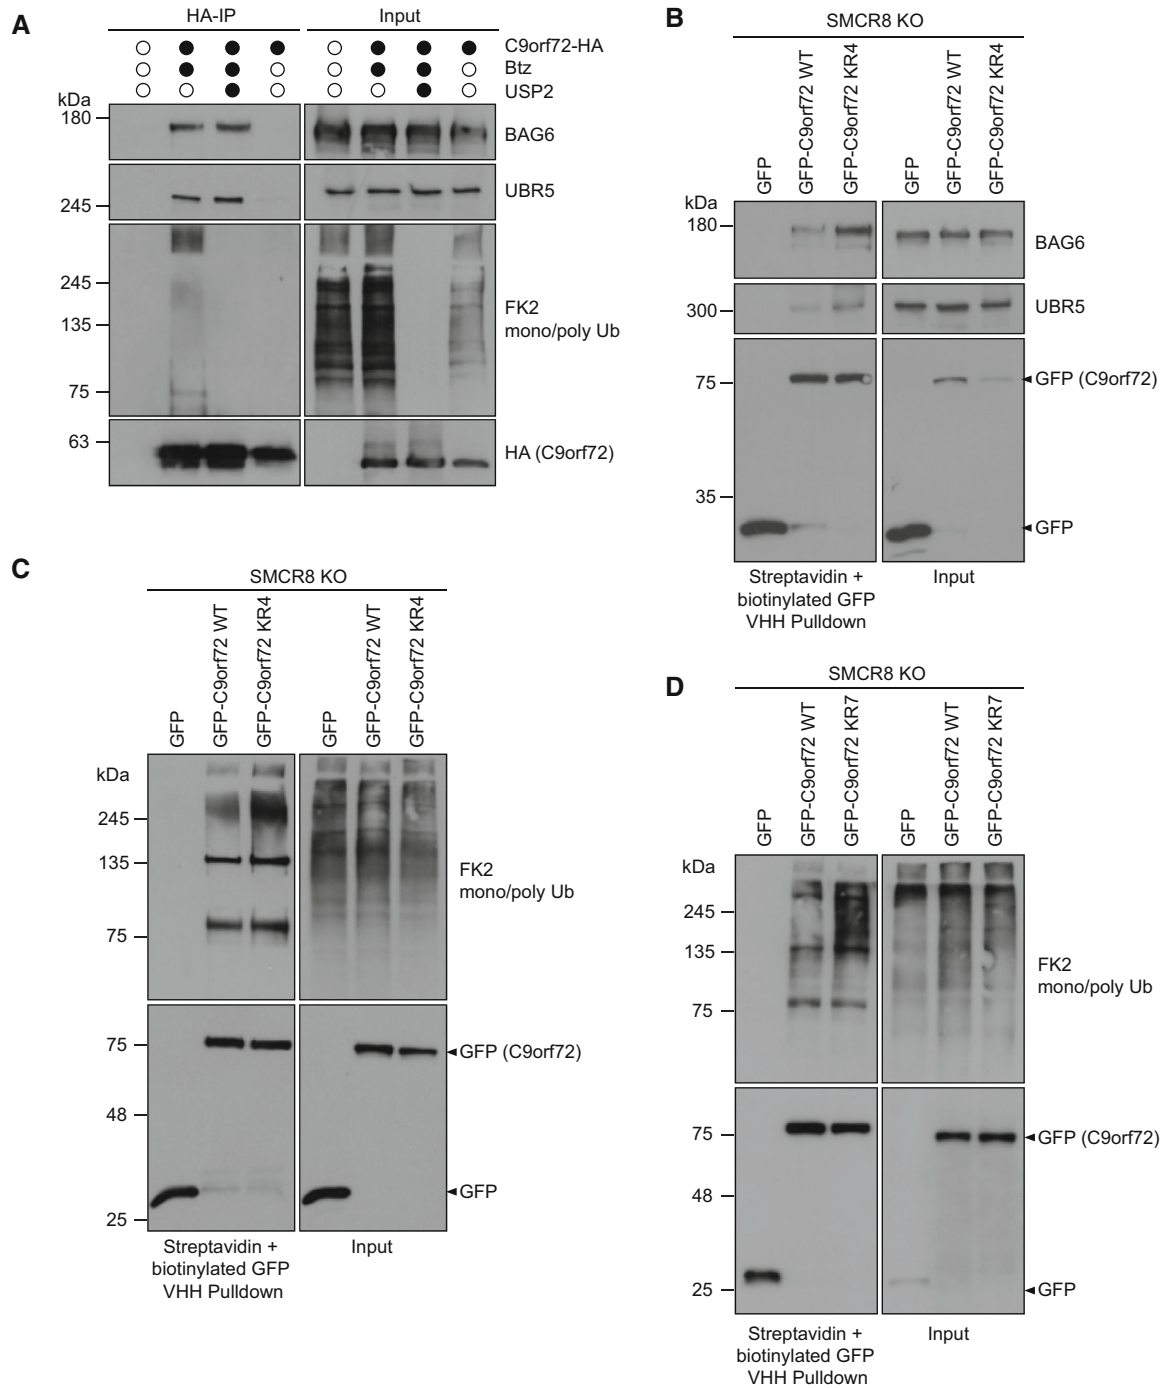 A
HA-IP
Input
C9orf72-HA
Btz
USP2
kDa
180
BAG6
245
UBR5
245
135
75
FK2
mono/poly Ub
63
HA (C9orf72)
B
SMCR8 KO
GFP
GFP-C9orf72 WT
GFP-C9orf72 KR4
GFP
GFP-C9orf72 WT
GFP-C9orf72 KR4
kDa
180
BAG6
300
UBR5
75
GFP (C9orf72)
35
GFP
Streptavidin +
biotinylated GFP
VHH Pulldown
Input
C
SMCR8 KO
GFP
GFP-C9orf72 WT
GFP-C9orf72 KR4
GFP
GFP-C9orf72 WT
GFP-C9orf72 KR4
kDa
245
135
75
FK2
mono/poly Ub
75
GFP (C9orf72)
48
GFP
25
Streptavidin +
biotinylated GFP
VHH Pulldown
Input
D
SMCR8 KO
GFP
GFP-C9orf72 WT
GFP-C9orf72 KR7
GFP
GFP-C9orf72 WT
GFP-C9orf72 KR7
kDa
245
135
75
FK2
mono/poly Ub
75
GFP (C9orf72)
48
25
GFP
Streptavidin +
biotinylated GFP
VHH Pulldown
Input